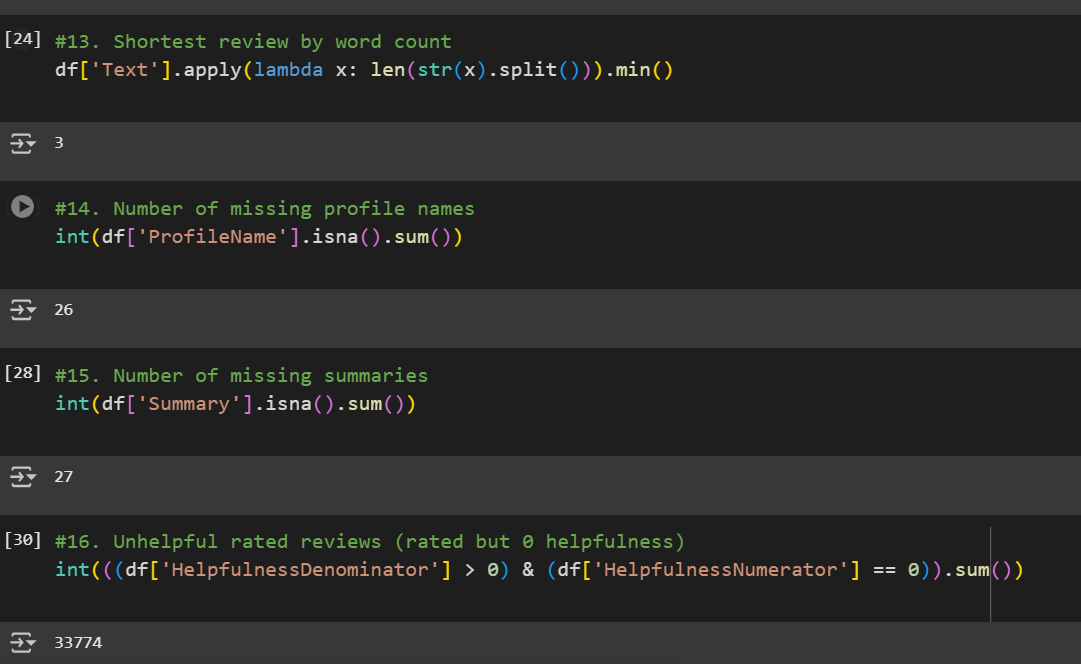 [24] #13. Shortest review by word count
df['Text'].apply(lambda x: len(str(x).split())).min()
3
#14. Number of missing profile names
int(df['ProfileName'].isna().sum())
26
[28] #15. Number of missing summaries
int(df['Summary'].isna().sum())
27
[30] #16. Unhelpful rated reviews (rated but 0 helpfulness)
int(((df['HelpfulnessDenominator'] > 0) & (df['HelpfulnessNumerator'] == 0)).sum())
33774